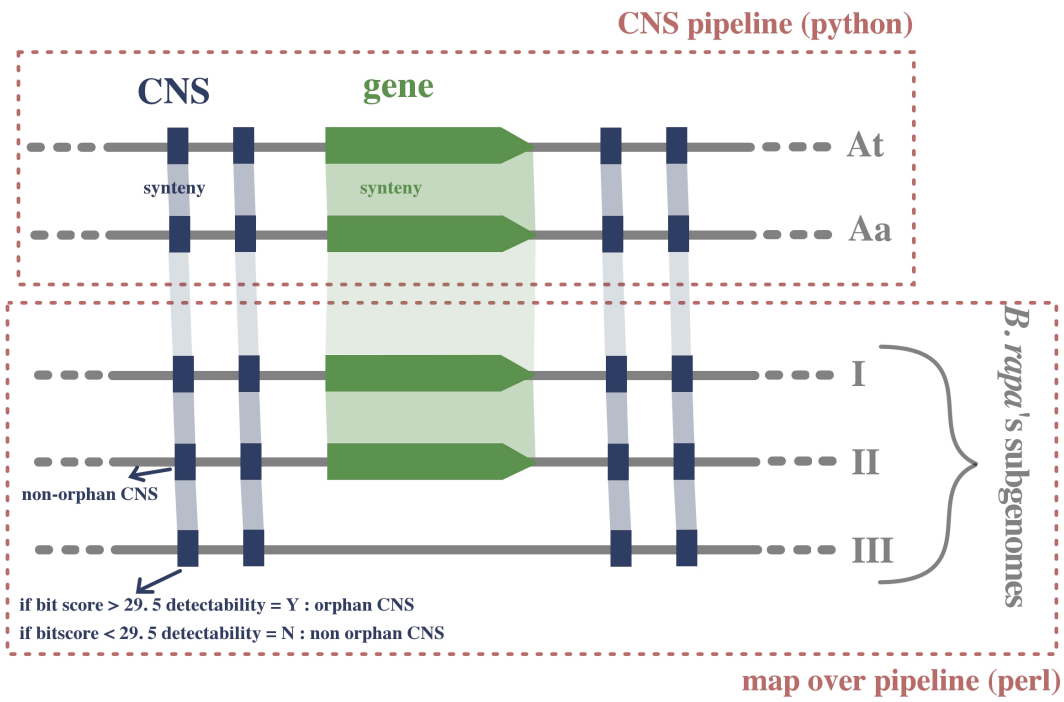 CNS pipeline (python)
CNS
gene
At
synteny
synteny
Aa
B. rapa's subgenomes
I
II
non-orphan CNS
III
if bit score > 29. 5 detectability = Y : orphan CNS
if bitscore < 29. 5 detectability = N : non orphan CNS
map over pipeline (perl)